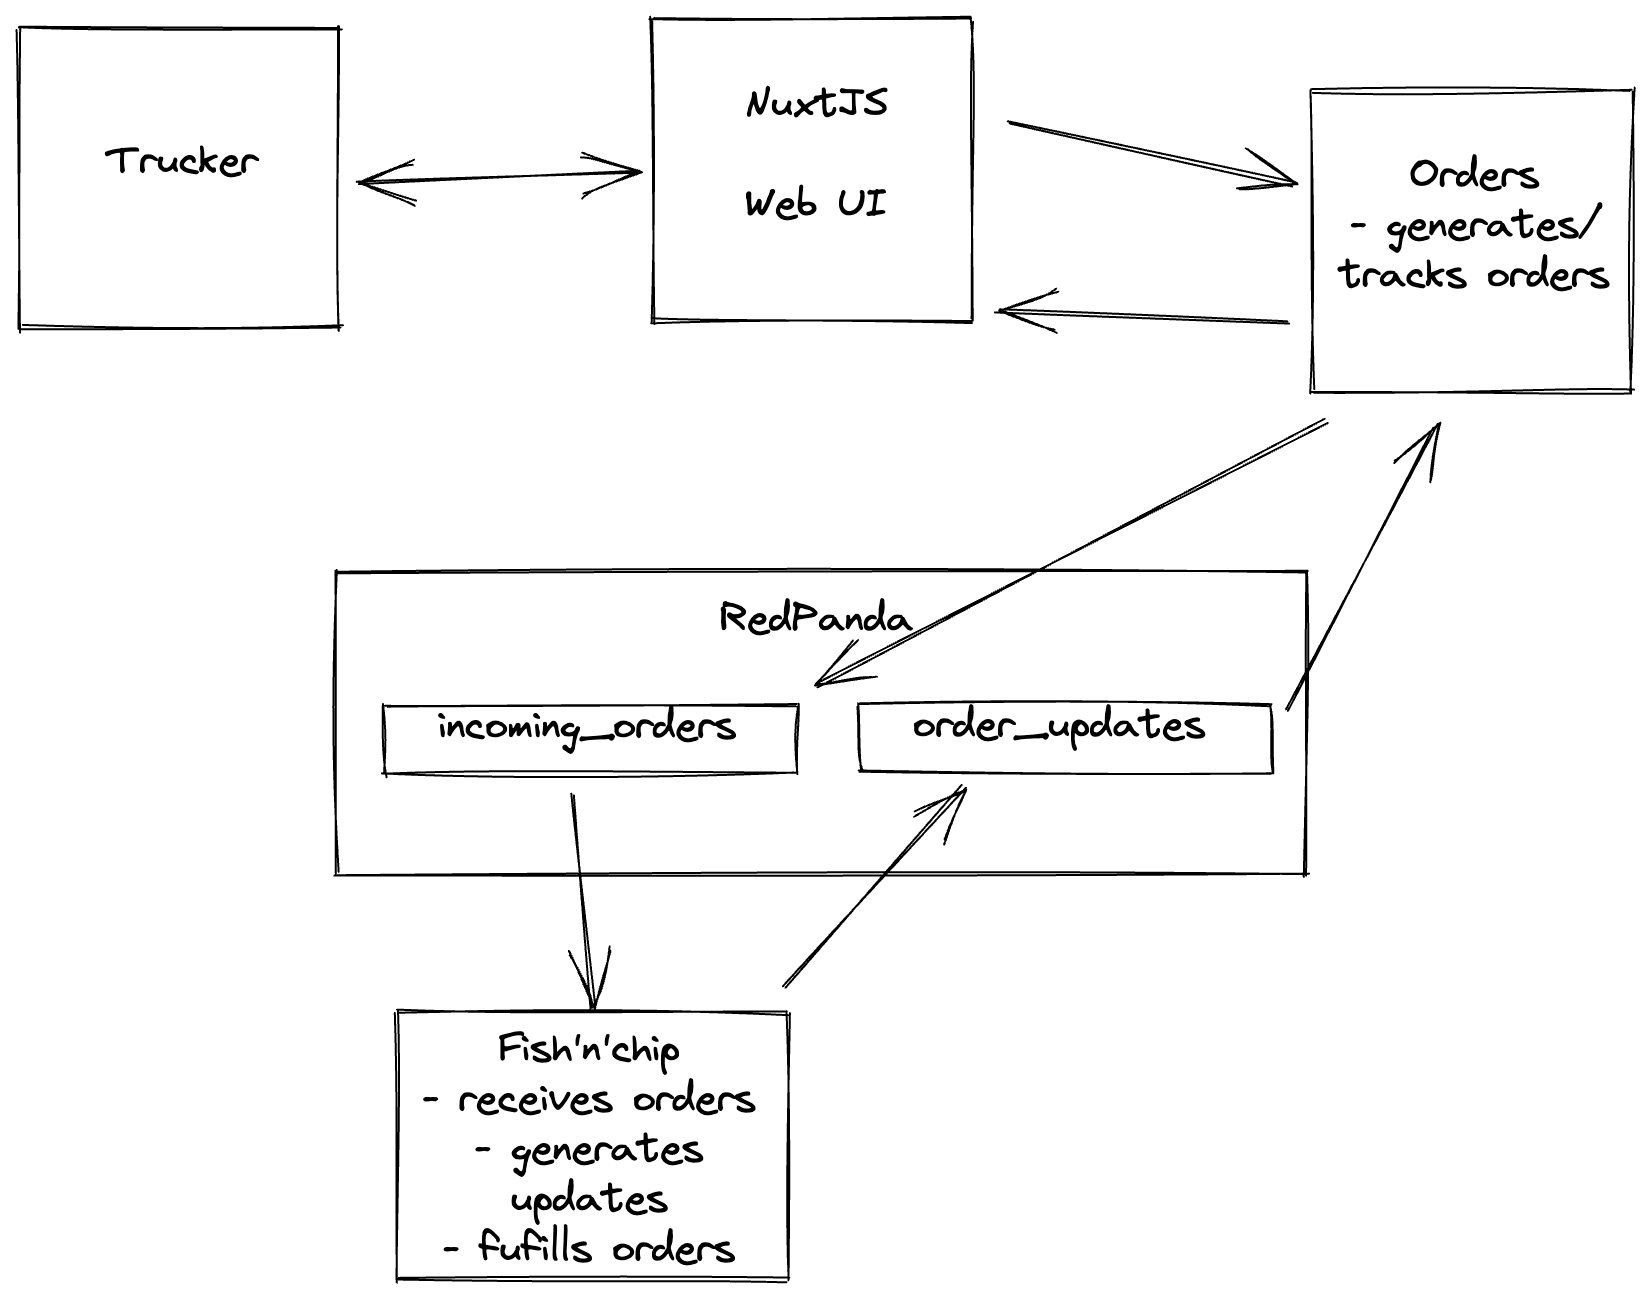 Trucker
NuxtJS
Web UI
Orders
- generates/
tracks orders
RedPanda
incoming_orders
order_updates
Fish'n'chip
- receives orders
- generates
updates
- fufills orders